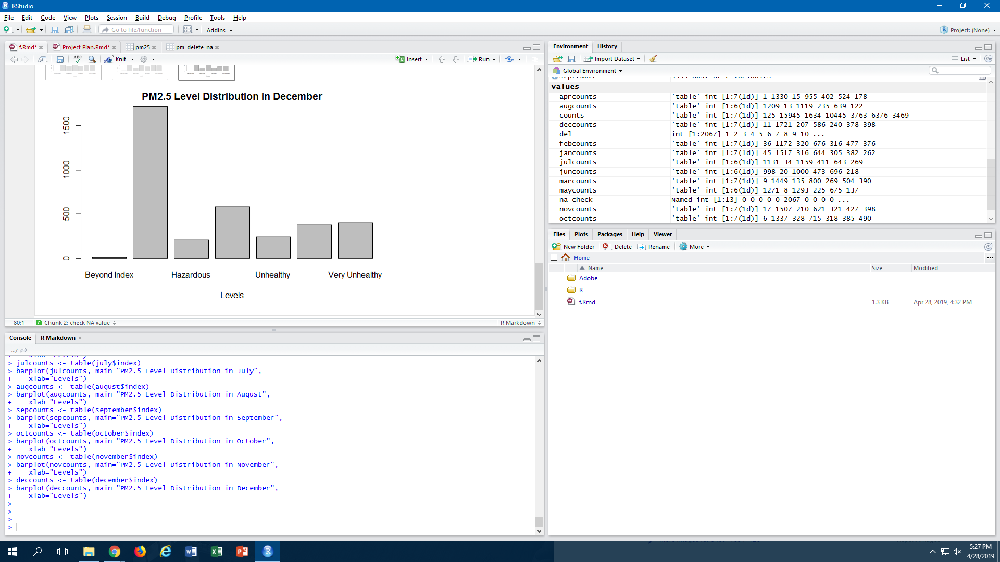 RStudio
File Edit Code View Plots Session Build Debug Profile Tools Help
Go to file/function Addins Project: (None)
f.Rmd* Project Plan.Rmd* pm25 pm_delete_na
ABC Knit Insert Run
PM2.5 Level Distribution in December
1500
1000
500
0
Beyond Index Hazardous Unhealthy Very Unhealthy
Levels
80:1 Chunk 2: check NA value R Markdown
Console R Markdown
~/
+ xlab="Levels")
> julcounts <- table(july$index)
> barplot(julcounts, main="PM2.5 Level Distribution in July",
+ xlab="Levels")
> augcounts <- table(august$index)
> barplot(augcounts, main="PM2.5 Level Distribution in August",
+ xlab="Levels")
> sepcounts <- table(september$index)
> barplot(sepcounts, main="PM2.5 Level Distribution in September",
+ xlab="Levels")
> octcounts <- table(october$index)
> barplot(octcounts, main="PM2.5 Level Distribution in October",
+ xlab="Levels")
> novcounts <- table(november$index)
> barplot(novcounts, main="PM2.5 Level Distribution in November",
+ xlab="Levels")
> deccounts <- table(december$index)
> barplot(deccounts, main="PM2.5 Level Distribution in December",
+ xlab="Levels")
>
>
>
>
Environment History
Import Dataset List
Global Environment
september
Values
aprcounts 'table' int [1:7(1d)] 1 1330 15 955 402 524 178
augcounts 'table' int [1:6(1d)] 1209 13 1119 235 639 122
counts 'table' int [1:7(1d)] 125 15945 1634 10445 3763 6376 3469
deccounts 'table' int [1:7(1d)] 11 1721 207 586 240 378 398
del int [1:2067] 1 2 3 4 5 6 7 8 9 10 ...
febcounts 'table' int [1:7(1d)] 36 1172 320 676 316 477 376
jancounts 'table' int [1:7(1d)] 45 1517 316 644 305 382 262
julcounts 'table' int [1:6(1d)] 1131 34 1159 411 643 269
juncounts 'table' int [1:6(1d)] 998 20 1000 473 696 218
marcounts 'table' int [1:7(1d)] 9 1449 135 800 269 504 390
maycounts 'table' int [1:6(1d)] 1271 8 1293 225 675 137
na_check Named int [1:13] 0 0 0 0 0 2067 0 0 0 0 ...
novcounts 'table' int [1:7(1d)] 17 1507 210 621 321 427 398
octcounts 'table' int [1:7(1d)] 6 1337 328 715 318 385 490
Files Plots Packages Help Viewer
New Folder Delete Rename More
Home ...
Name Size Modified
Adobe
R
f.Rmd 1.3 KB Apr 28, 2019, 4:32 PM
5:27 PM
4/28/2019